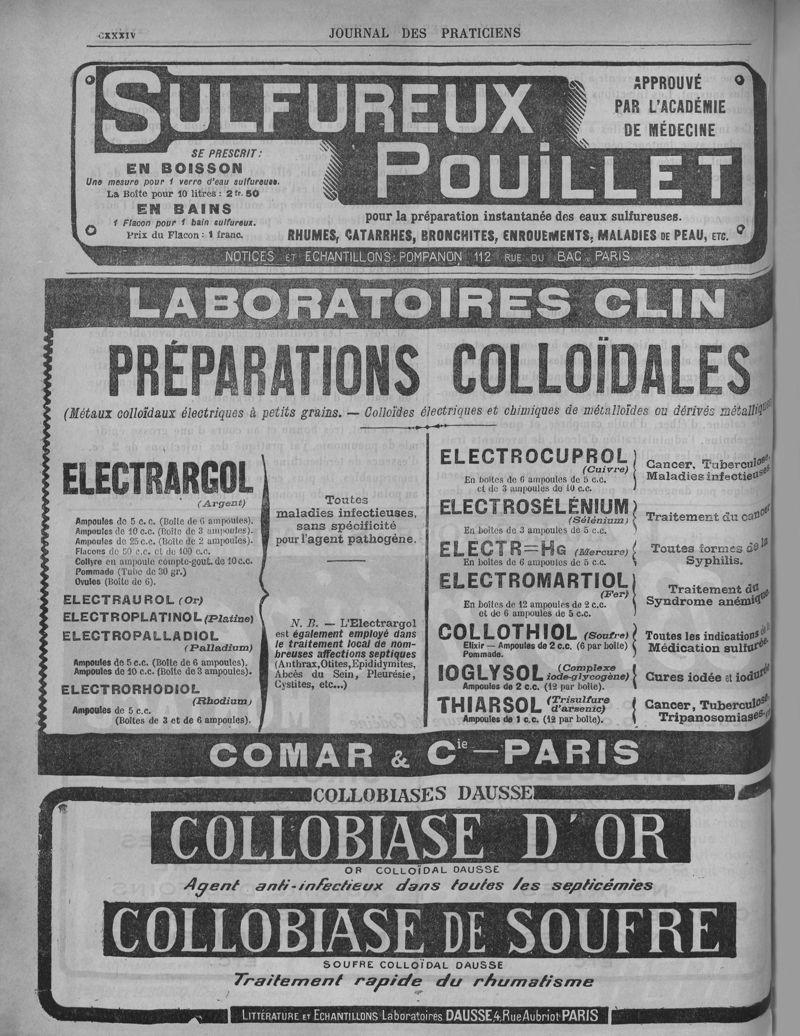 CXXXIV
JOURNAL DES PRATICIENS
SULFUREUX
POUILLET
APPROUVÉ
PAR L'ACADÉMIE
DE MÉDECINE
SE PRESCRIT :
EN BOISSON
Une mesure pour 1 verre d'eau sulfureuse.
La Boîte pour 10 litres : 2 fr. 50
EN BAINS
1 Flacon pour 1 bain sulfureux.
Prix du Flacon : 1 franc.
pour la préparation instantanée des eaux sulfureuses.
RHUMES, CATARRHES, BRONCHITES, ENROUEMENTS, MALADIES DE PEAU, ETC.
NOTICES ET ECHANTILLONS : POMPANON, 112 RUE DU BAC, PARIS
LABORATOIRES CLIN
PRÉPARATIONS COLLOÏDALES
(Métaux colloïdaux électriques à petits grains. — Colloïdes électriques et chimiques de métalloïdes ou dérivés métalliques
ELECTRARGOL
(Argent)
Ampoules de 5 c.c. (Boîte de 6 ampoules).
Ampoules de 10 c.c. (Boîte de 3 ampoules).
Ampoules de 25 c.c. (Boîte de 2 ampoules).
Flacons de 50 c.c. et de 100 c.c.
Collyre en ampoule compte-gout. de 10 c.c.
Pommade (Tube de 30 gr.)
Ovules (Boîte de 6).
ELECTRAUROL (Or)
ELECTROPLATINOL (Platine)
ELECTROPALLADIOL
(Palladium)
Ampoules de 5 c.c. (Boîte de 6 ampoules).
Ampoules de 10 c.c. (Boîte de 3 ampoules).
ELECTRORHODIOL
(Rhodium)
Ampoules de 5 c.c.
(Boîtes de 3 et de 6 ampoules).
Toutes
maladies infectieuses,
sans spécificité
pour l'agent pathogène.
N. B. — L'Electrargol
est également employé dans
le traitement local de nom-
breuses affections septiques
(Anthrax, Otites, Epididymites,
Abcès du Sein, Pleurésie,
Cystites, etc...)
ELECTROCUPROL
(Cuivre)
En boîtes de 6 ampoules de 5 c.c.
et de 3 ampoules de 10 c.c.
Cancer, Tuberculose,
Maladies infectieuses
ELECTROSÉLÉNIUM
(Sélénium)
En boîtes de 3 ampoules de 5 c.c.
Traitement du cancer
ELECTR=HG (Mercure)
En boîtes de 6 ampoules de 5 c.c.
Toutes formes de la
Syphilis.
ELECTROMARTIOL
(Fer)
En boîtes de 12 ampoules de 2 c.c.
et de 6 ampoules de 5 c.c.
Traitement du
Syndrome anémique
COLLOTHIOL (Soufre)
Elixir — Ampoules de 2 c.c. (6 par boîte)
Pommade.
Toutes les indications de la
Médication sulfurée
IOGLYSOL (Complexe
iodo-glycogène)
Ampoules de 2 c.c. (12 par boîte).
Cures iodée et iodurée
THIARSOL (Trisulfure
d'arsenic)
Ampoules de 1 c.c. (12 par boîte).
Cancer, Tuberculose
Tripanosomiases
COMAR & Cie — PARIS
COLLOBIASES DAUSSE
COLLOBIASE D'OR
OR COLLOÏDAL DAUSSE
Agent anti-infectieux dans toutes les septicémies
COLLOBIASE DE SOUFRE
SOUFRE COLLOÏDAL DAUSSE
Traitement rapide du rhumatisme
LITTÉRATURE ET ECHANTILLONS Laboratoires DAUSSE, 4, Rue Aubriot PARIS